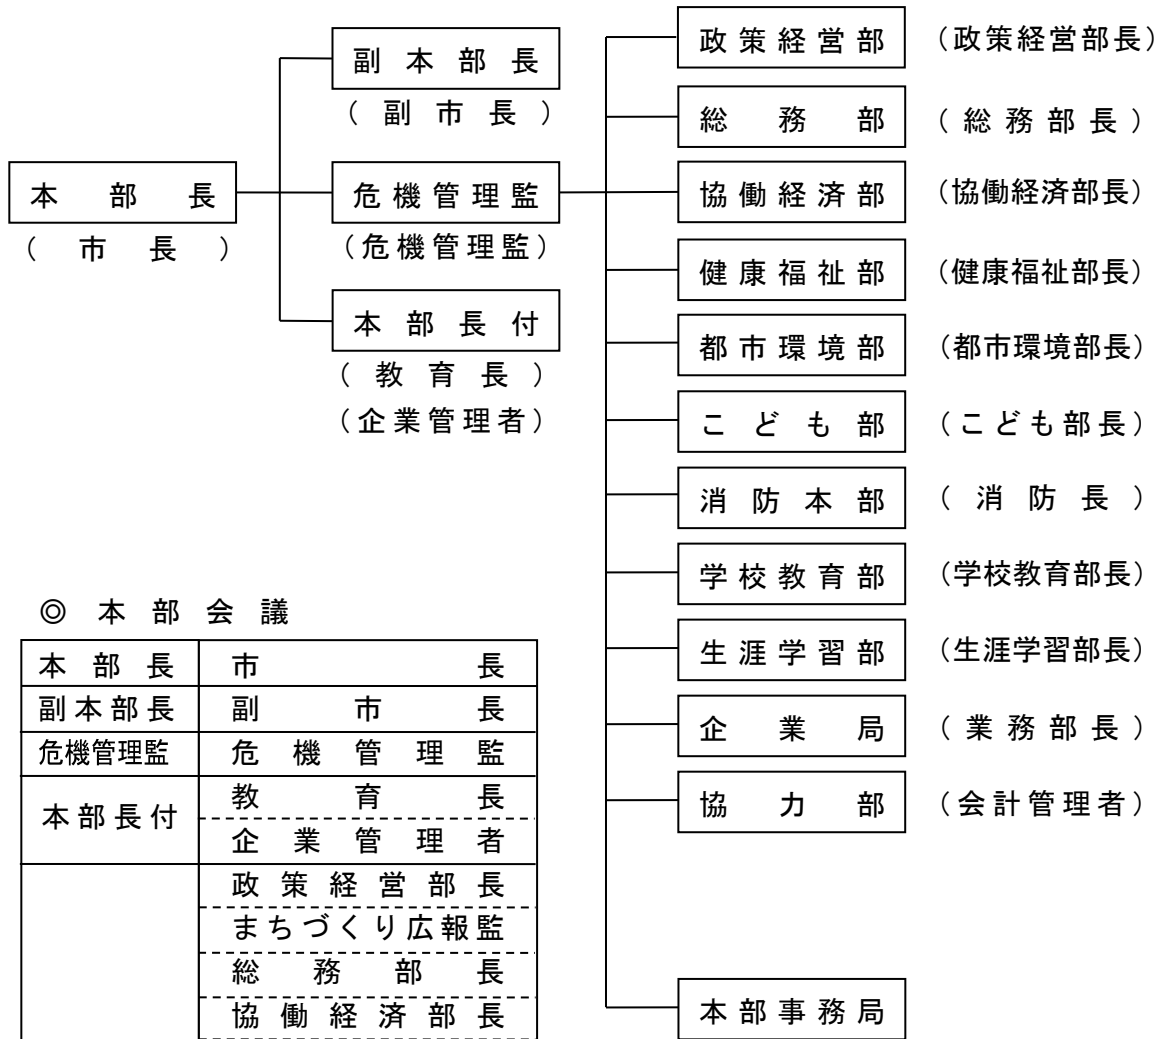 本部長
（市長）
副本部長
（副市長）
危機管理監
（危機管理監）
本部長付
（教育長）
（企業管理者）
政策経営部 （政策経営部長）
総務部 （総務部長）
協働経済部 （協働経済部長）
健康福祉部 （健康福祉部長）
都市環境部 （都市環境部長）
こども部 （こども部長）
消防本部 （消防長）
学校教育部 （学校教育部長）
生涯学習部 （生涯学習部長）
企業局 （業務部長）
協力部 （会計管理者）
本部事務局
◎ 本部会議
本部長 市長
副本部長 副市長
危機管理監 危機管理監
本部長付 教育長
企業管理者
政策経営部長
まちづくり広報監
総務部長
協働経済部長